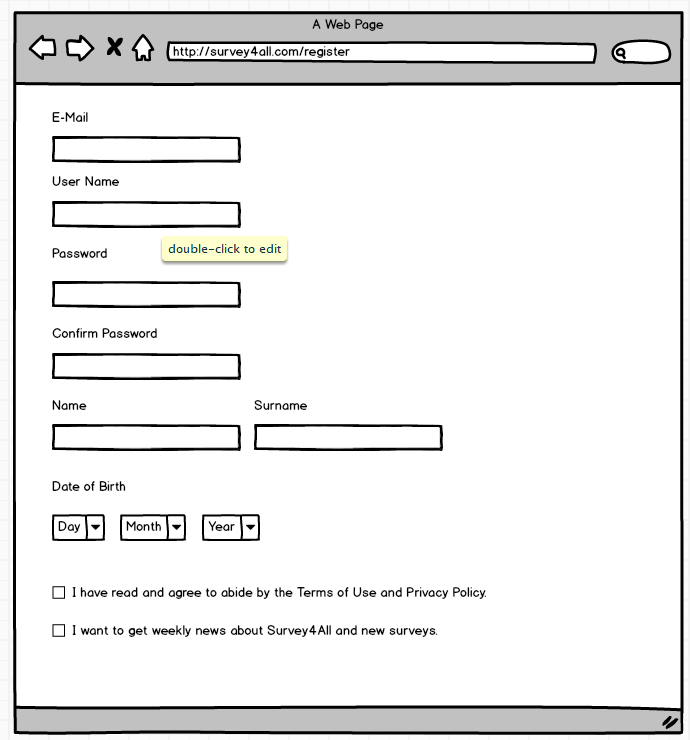 A Web Page
http://survey4all.com/register
E-Mail
User Name
double-click to edit
Password
Confirm Password
Name Surname
Date of Birth
Day Month Year
I have read and agree to abide by the Terms of Use and Privacy Policy.
I want to get weekly news about Survey4All and new surveys.